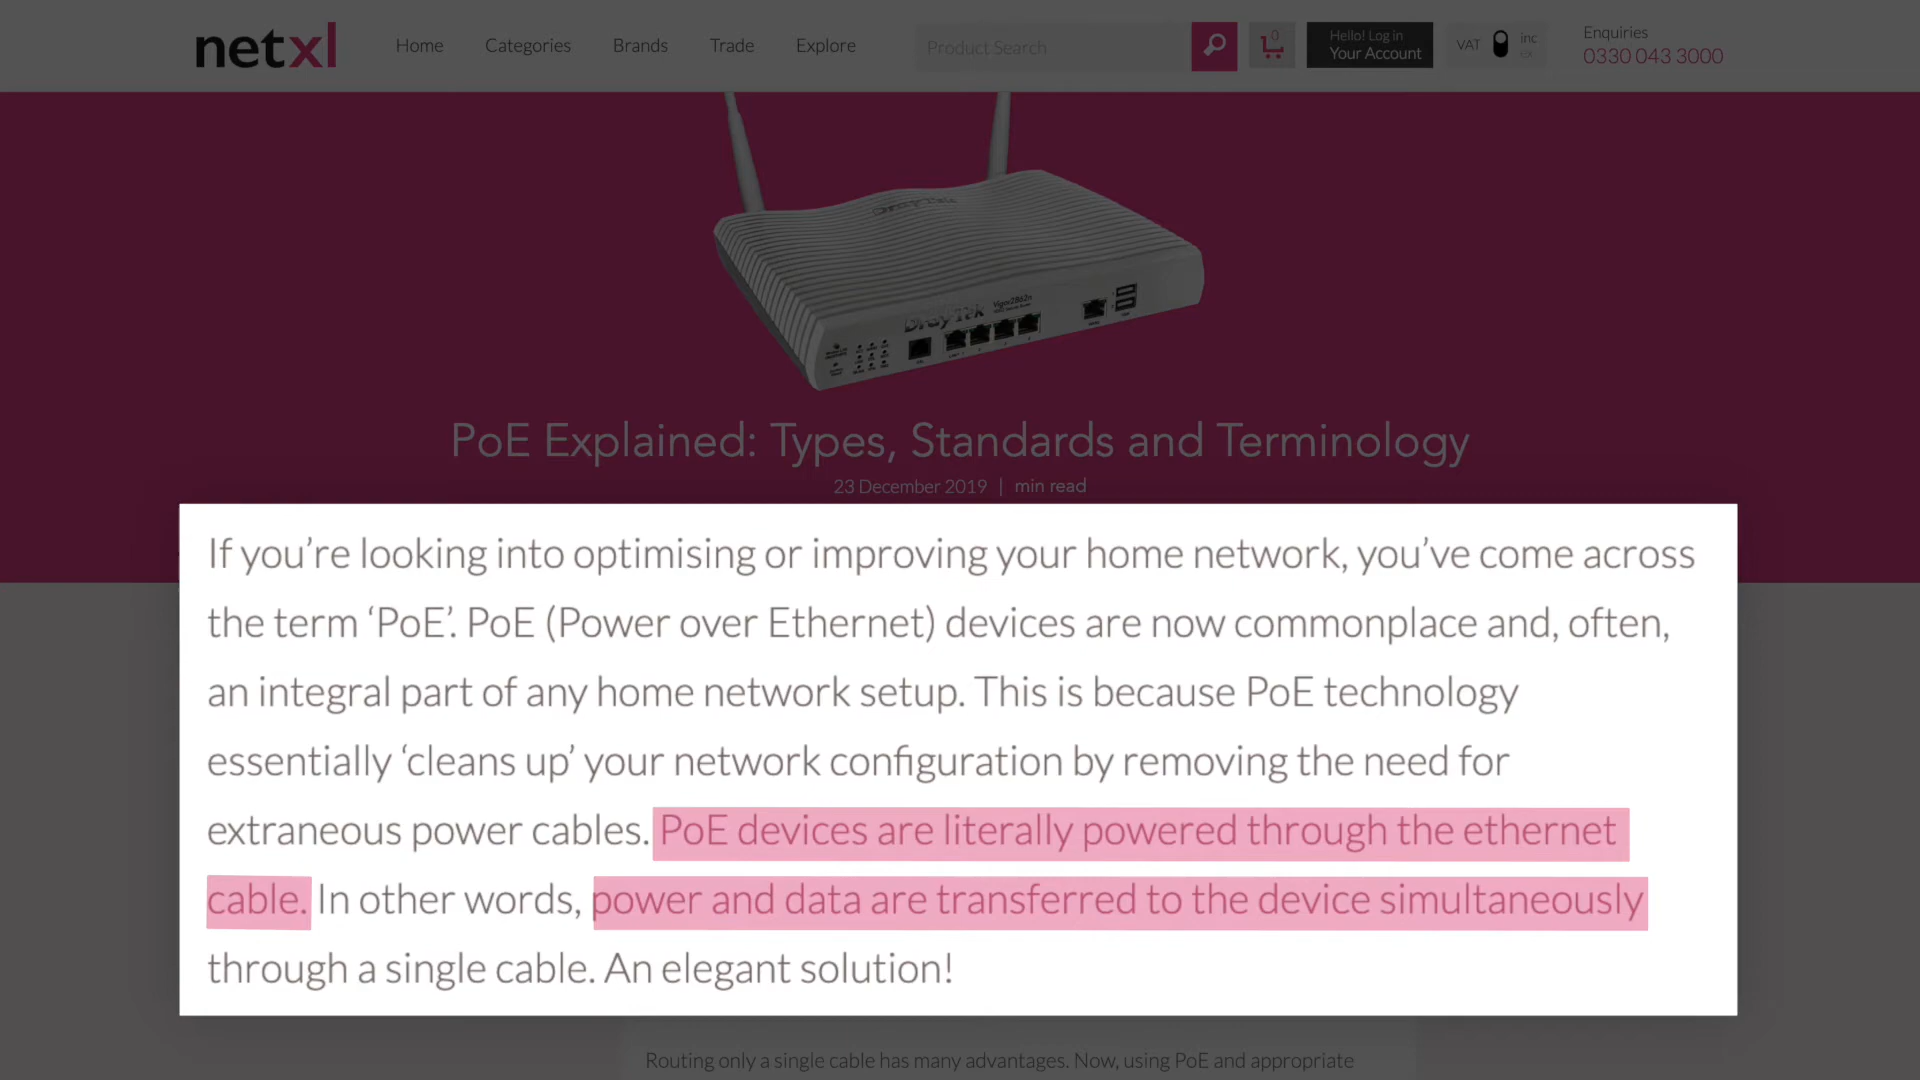 netxl
Home Categories Brands Trade Explore
Product Search
0
Hello! Log in
Your Account
VAT
inc
ex
Enquiries
0330 043 3000
DrayTek
PoE Explained: Types, Standards and Terminology
23 December 2019 | min read
If you’re looking into optimising or improving your home network, you’ve come across
the term ‘PoE’. PoE (Power over Ethernet) devices are now commonplace and, often,
an integral part of any home network setup. This is because PoE technology
essentially ‘cleans up’ your network configuration by removing the need for
extraneous power cables. PoE devices are literally powered through the ethernet
cable. In other words, power and data are transferred to the device simultaneously
through a single cable. An elegant solution!
Routing only a single cable has many advantages. Now, using PoE and appropriate